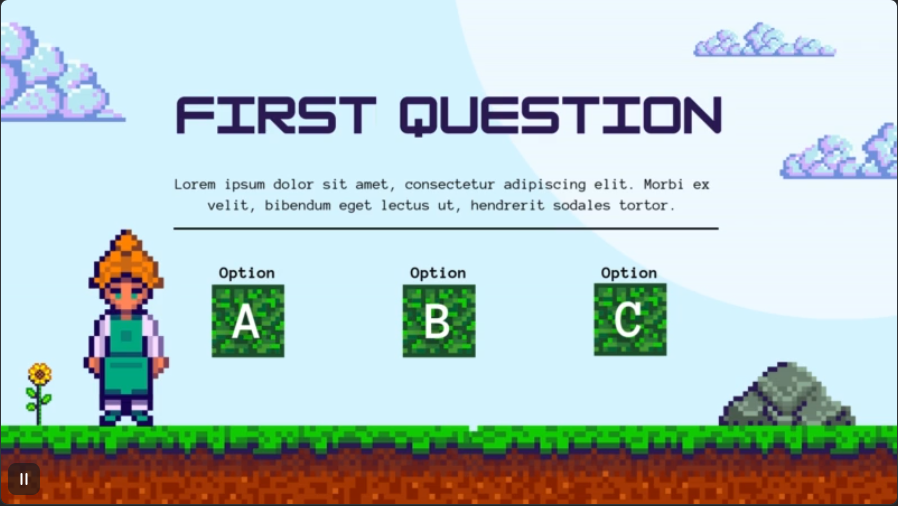 FIRST QUESTION
Lorem ipsum dolor sit amet, consectetur adipiscing elit. Morbi ex
velit, bibendum eget lectus ut, hendrerit sodales tortor.
Option Option Option
A B C